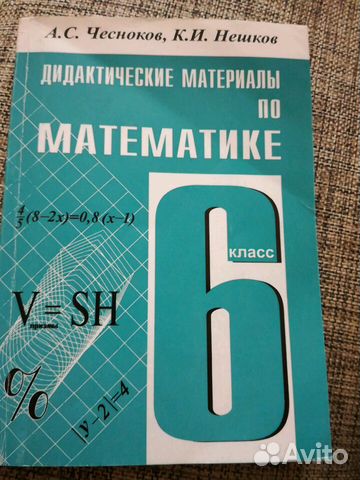 А.С. Чесноков, К.И. Нешков
ДИДАКТИЧЕСКИЕ МАТЕРИАЛЫ
ПО
МАТЕМАТИКЕ
4/5(8–2x)=0,8(x–1)
6
класс
V призмы = SH
%
|y–2|=4
Avito